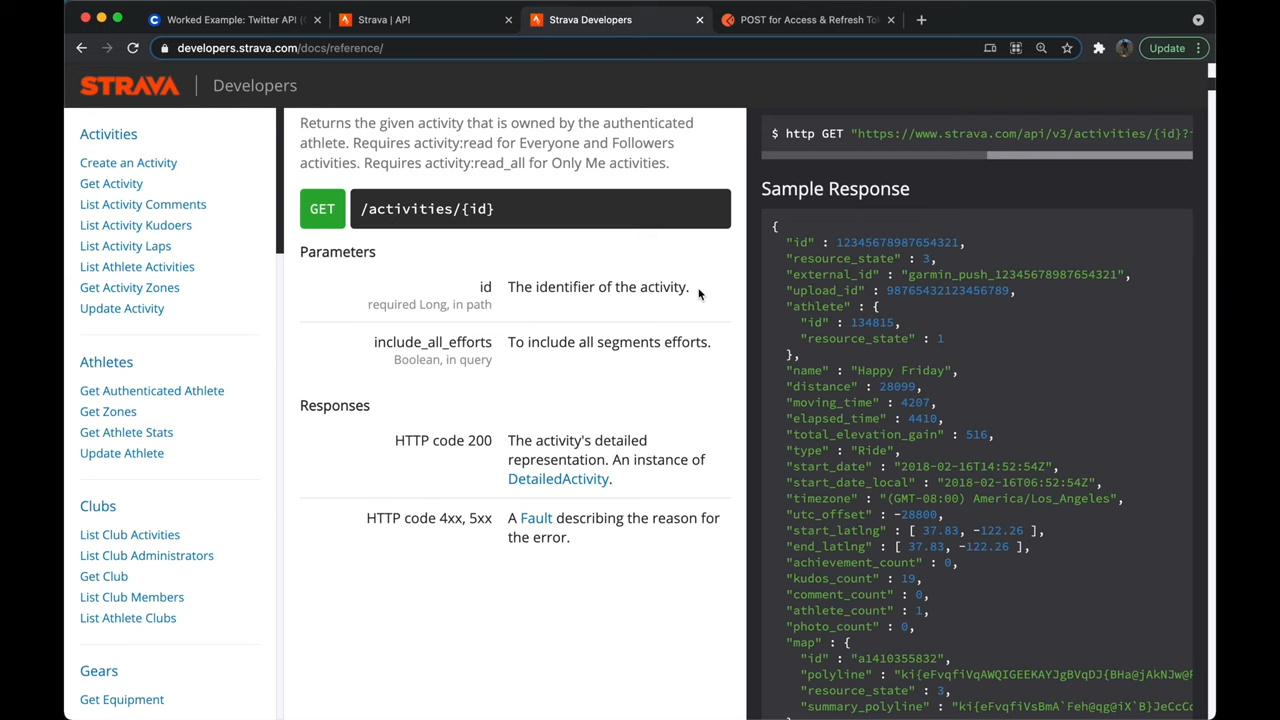 Worked Example: Twitter API (
Strava | API
Strava Developers
POST for Access & Refresh To
developers.strava.com/docs/reference/
Update
STRAVA
Developers
Activities
Create an Activity
Get Activity
List Activity Comments
List Activity Kudoers
List Activity Laps
List Athlete Activities
Get Activity Zones
Update Activity
Athletes
Get Authenticated Athlete
Get Zones
Get Athlete Stats
Update Athlete
Clubs
List Club Activities
List Club Administrators
Get Club
List Club Members
List Athlete Clubs
Gears
Get Equipment
Returns the given activity that is owned by the authenticated
athlete. Requires activity:read for Everyone and Followers
activities. Requires activity:read_all for Only Me activities.
GET /activities/{id}
Parameters
id The identifier of the activity.
required Long, in path
include_all_efforts To include all segments efforts.
Boolean, in query
Responses
HTTP code 200 The activity's detailed
representation. An instance of
DetailedActivity.
HTTP code 4xx, 5xx A Fault describing the reason for
the error.
$ http GET "https://www.strava.com/api/v3/activities/{id}?
Sample Response
{
"id" : 12345678987654321,
"resource_state" : 3,
"external_id" : "garmin_push_12345678987654321",
"upload_id" : 98765432123456789,
"athlete" : {
"id" : 134815,
"resource_state" : 1
},
"name" : "Happy Friday",
"distance" : 28099,
"moving_time" : 4207,
"elapsed_time" : 4410,
"total_elevation_gain" : 516,
"type" : "Ride",
"start_date" : "2018-02-16T14:52:54Z",
"start_date_local" : "2018-02-16T06:52:54Z",
"timezone" : "(GMT-08:00) America/Los_Angeles",
"utc_offset" : -28800,
"start_latlng" : [ 37.83, -122.26 ],
"end_latlng" : [ 37.83, -122.26 ],
"achievement_count" : 0,
"kudos_count" : 19,
"comment_count" : 0,
"athlete_count" : 1,
"photo_count" : 0,
"map" : {
"id" : "a1410355832",
"polyline" : "ki{eFvqfiVqAWQIGEEKAYJgBVqDJ{BHa@jAkNJw@
"resource_state" : 3,
"summary_polyline" : "ki{eFvqfiVsBmA`Feh@qg@iX`B}JeCcC